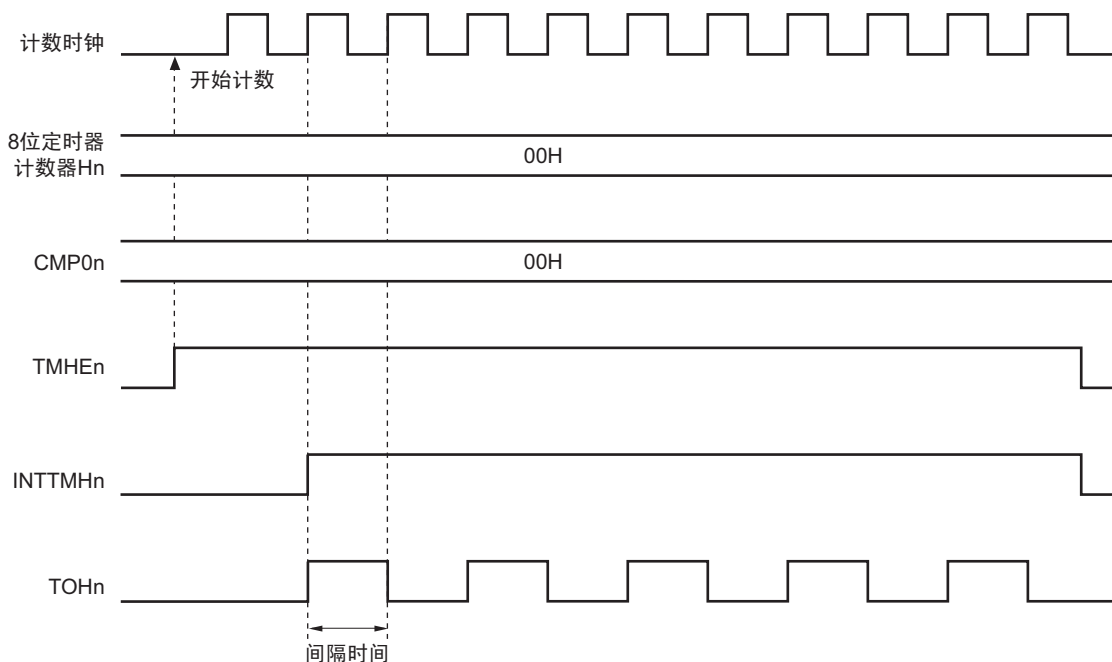 计数时钟
开始计数
8位定时器
计数器Hn
00H
CMP0n
00H
TMHEn
INTTMHn
TOHn
间隔时间